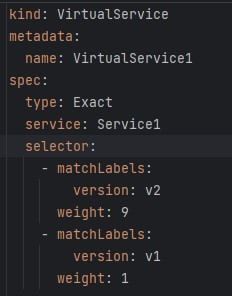 kind: VirtualService
metadata:
  name: VirtualService1
spec:
  type: Exact
  service: Service1
  selector:
    - matchLabels:
        version: v2
      weight: 9
    - matchLabels:
        version: v1
      weight: 1